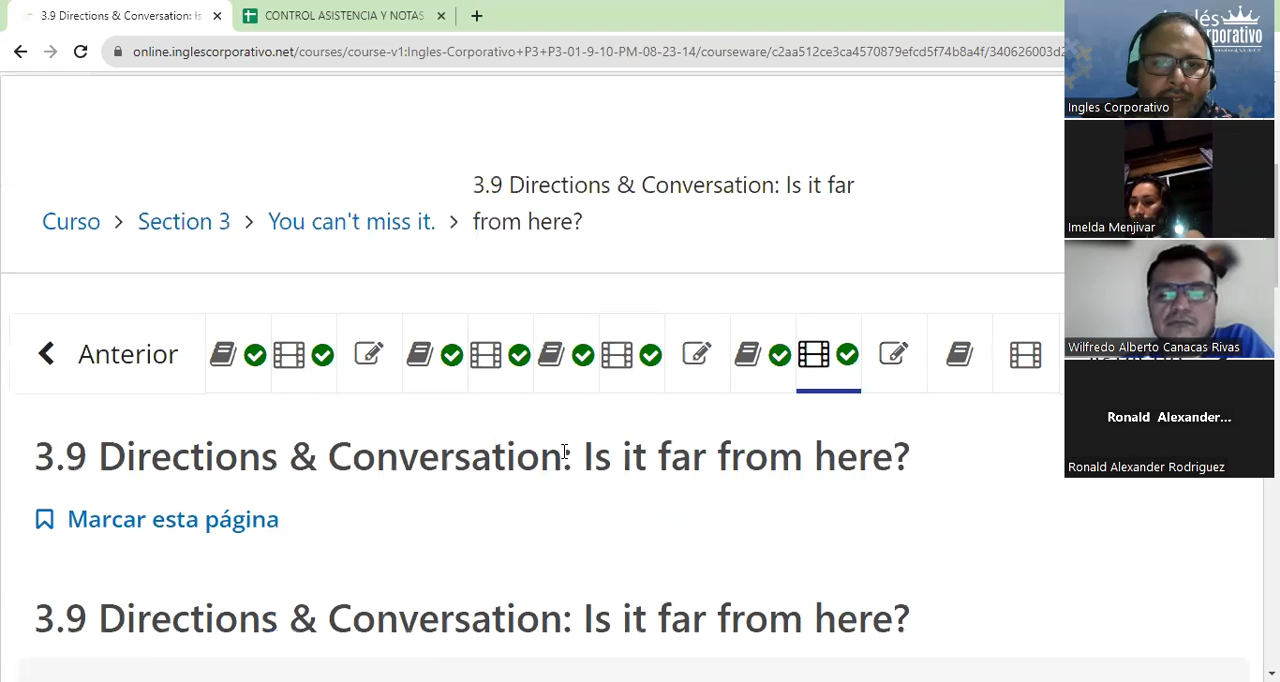 3.9 Directions & Conversation: Is
CONTROL ASISTENCIA Y NOTAS
online.inglescorporativo.net/courses/course-v1:Ingles-Corporativo+P3+P3-01-9-10-PM-08-23-14/courseware/c2aa512ce3ca4570879efcd5f74b8a4f/340626003d2
Inglés
Corporativo
Ingles Corporativo
Imelda Menjivar
Wilfredo Alberto Canacas Rivas
Ronald Alexander...
Ronald Alexander Rodriguez
3.9 Directions & Conversation: Is it far
Curso > Section 3 > You can't miss it. > from here?
Anterior
3.9 Directions & Conversation: Is it far from here?
Marcar esta página
3.9 Directions & Conversation: Is it far from here?